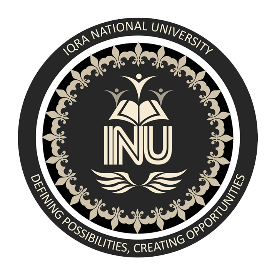 IQRA NATIONAL UNIVERSITY
INU
DEFINING POSSIBILITIES, CREATING OPPORTUNITIES